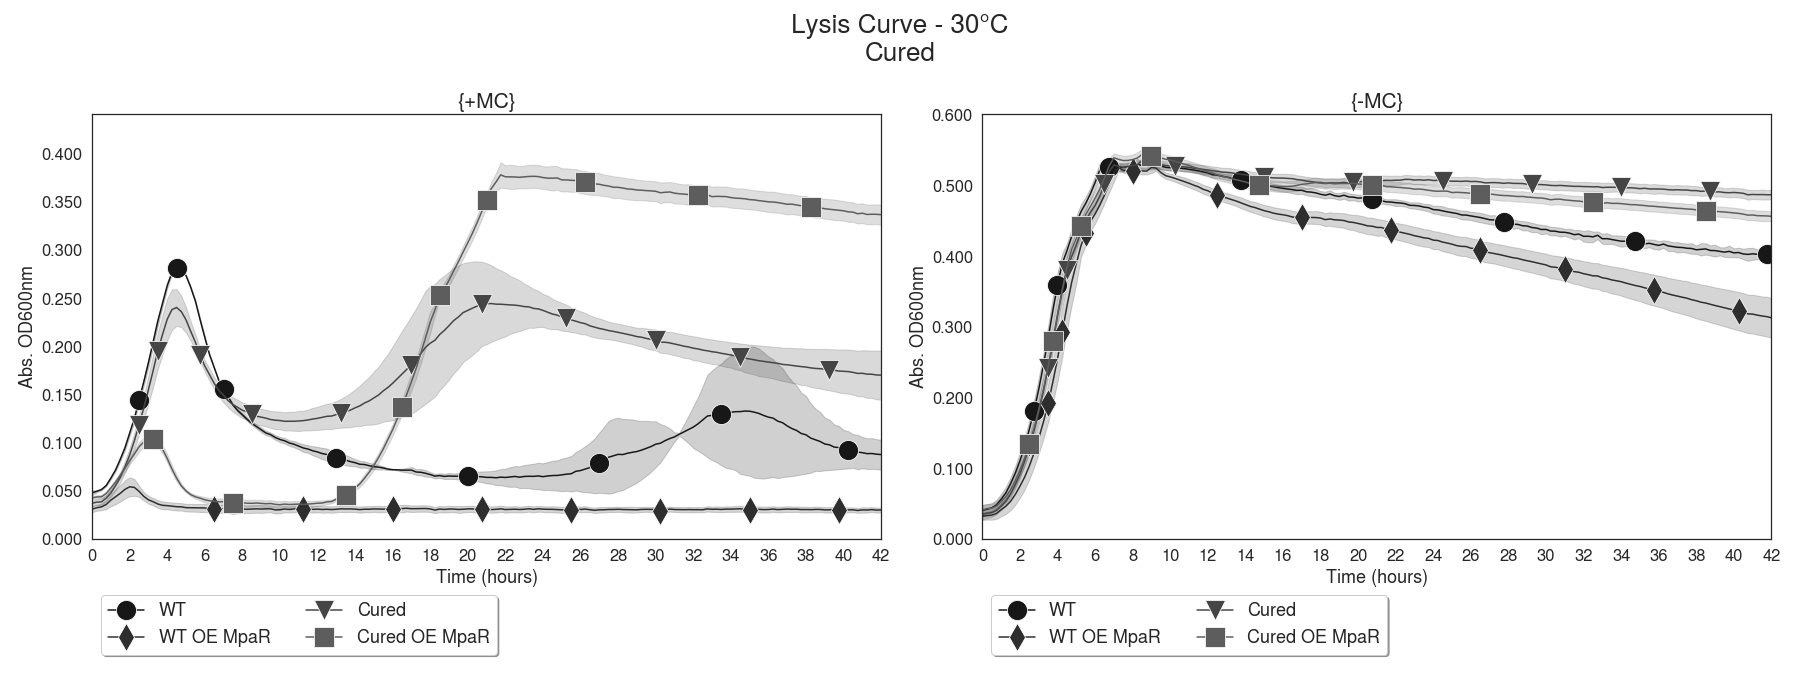 Lysis Curve - 30°C
Cured
{+MC}
Abs. OD600nm
0.400
0.350
0.300
0.250
0.200
0.150
0.100
0.050
0.000
0 2 4 6 8 10 12 14 16 18 20 22 24 26 28 30 32 34 36 38 40 42
Time (hours)
WT Cured
WT OE MpaR Cured OE MpaR
{-MC}
Abs. OD600nm
0.600
0.500
0.400
0.300
0.200
0.100
0.000
0 2 4 6 8 10 12 14 16 18 20 22 24 26 28 30 32 34 36 38 40 42
Time (hours)
WT Cured
WT OE MpaR Cured OE MpaR